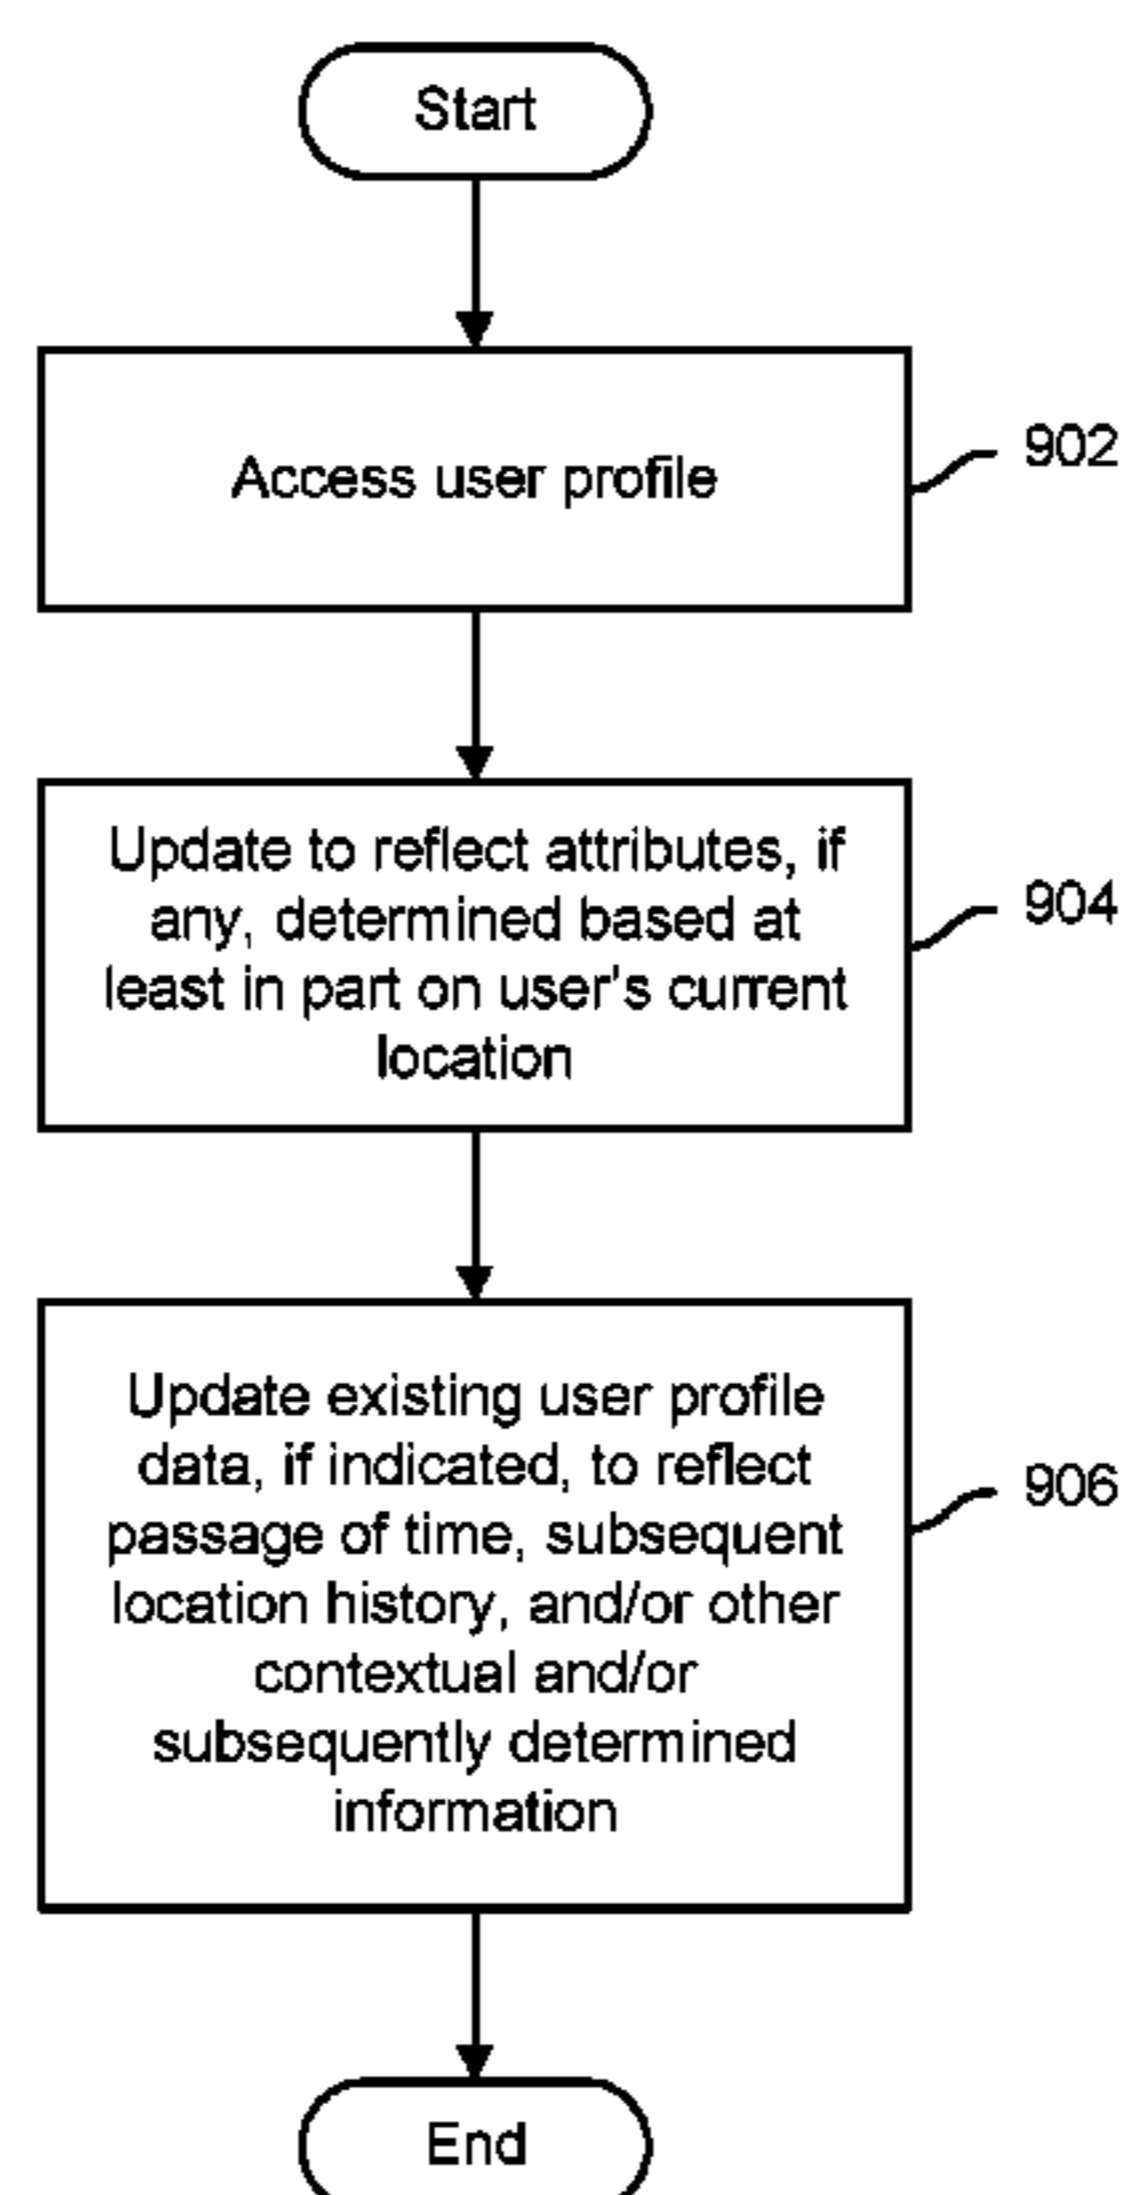 Start
Access user profile
902
Update to reflect attributes, if
any, determined based at
least in part on user's current
location
904
Update existing user profile
data, if indicated, to reflect
passage of time, subsequent
location history, and/or other
contextual and/or
subsequently determined
information
906
End